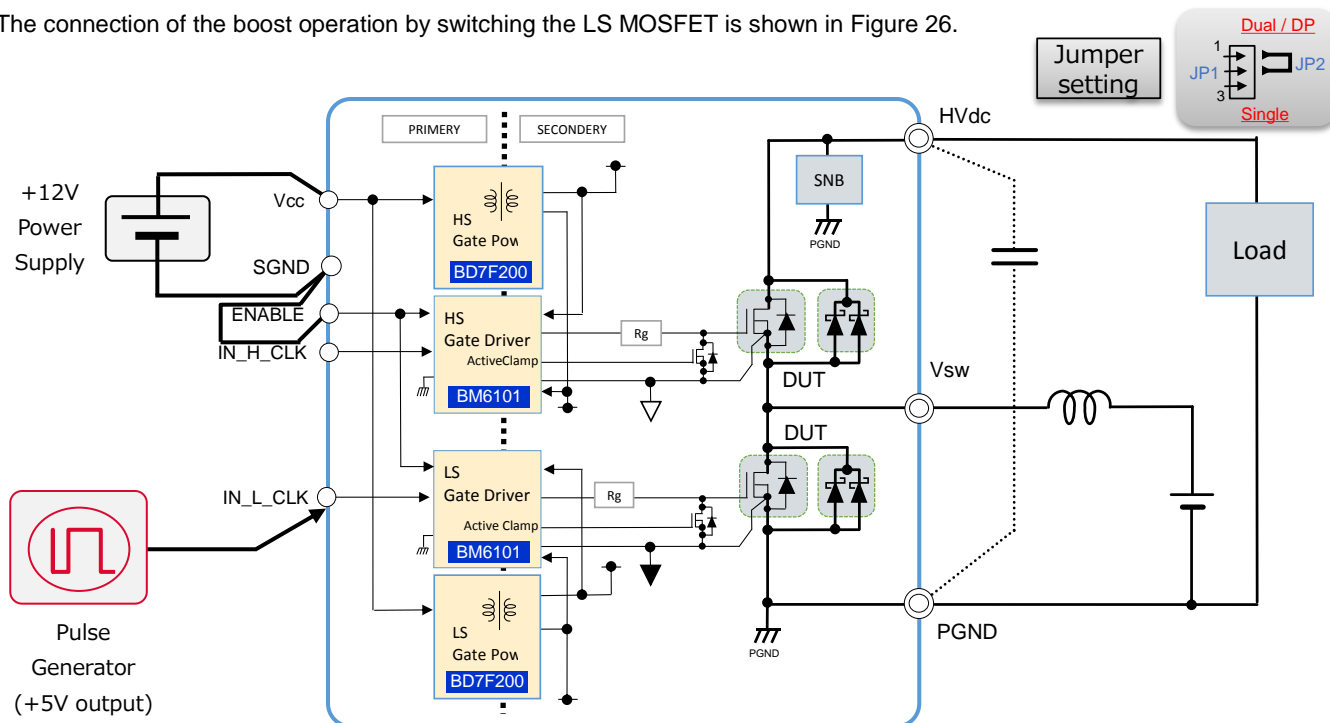 The connection of the boost operation by switching the LS MOSFET is shown in Figure 26.
Jumper
setting
Dual / DP
1
JP1
JP2
3
Single
PRIMERY
SECONDERY
HVdc
+12V
Power
Supply
Vcc
SGND
ENABLE
IN_H_CLK
HS
Gate Pow
BD7F200
HS
Gate Driver
ActiveClamp
BM6101
Rg
SNB
PGND
Load
DUT
Vsw
DUT
IN_L_CLK
LS
Gate Driver
Active Clamp
BM6101
Rg
LS
Gate Pow
BD7F200
PGND
PGND
Pulse
Generator
(+5V output)